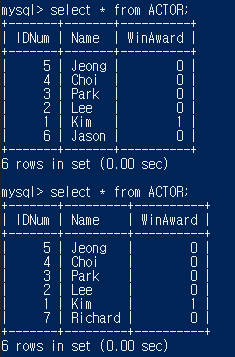 mysql> select * from ACTOR;
+-------+---------+----------+
| IDNum | Name | WinAward |
+-------+---------+----------+
| 5 | Jeong | 0 |
| 4 | Choi | 0 |
| 3 | Park | 0 |
| 2 | Lee | 0 |
| 1 | Kim | 1 |
| 6 | Jason | 0 |
+-------+---------+----------+
6 rows in set (0.00 sec)
mysql> select * from ACTOR;
+-------+---------+----------+
| IDNum | Name | WinAward |
+-------+---------+----------+
| 5 | Jeong | 0 |
| 4 | Choi | 0 |
| 3 | Park | 0 |
| 2 | Lee | 0 |
| 1 | Kim | 1 |
| 7 | Richard | 0 |
+-------+---------+----------+
6 rows in set (0.00 sec)